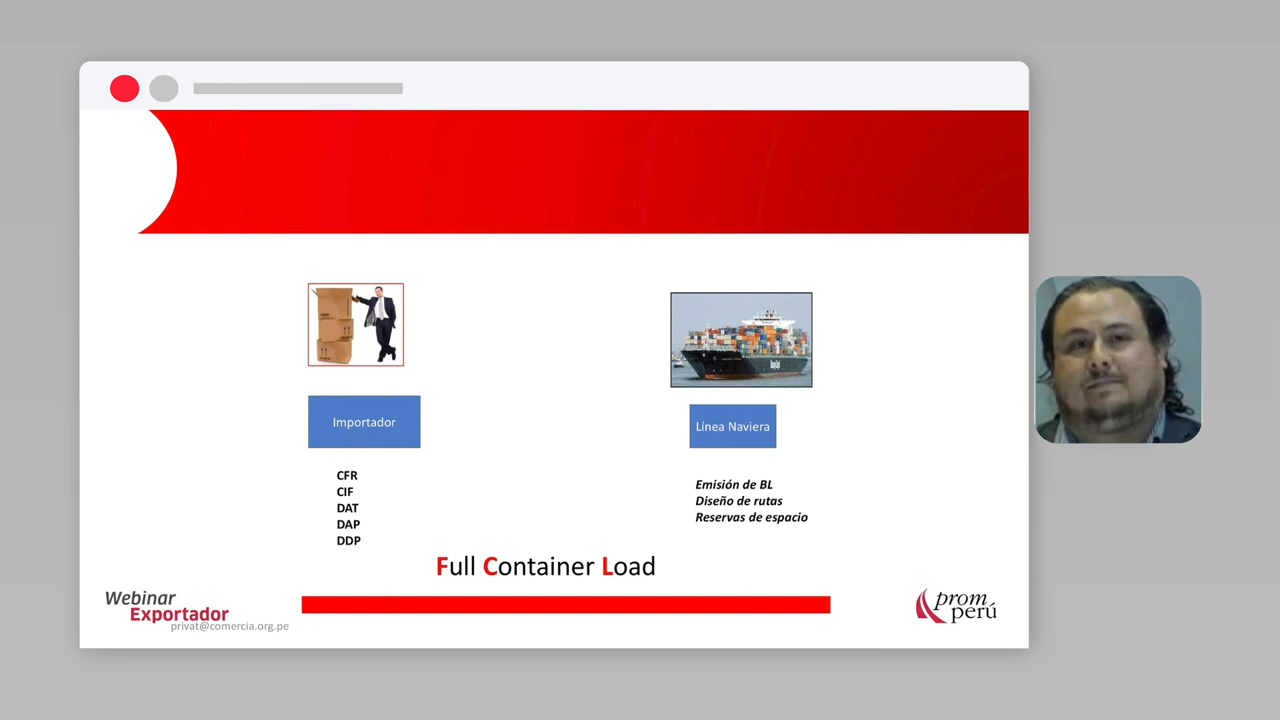 Importador
Línea Naviera
CFR
CIF
DAT
DAP
DDP
Emisión de BL
Diseño de rutas
Reservas de espacio
Full Container Load
Webinar
Exportador
privat@comercia.org.pe
prom
perú